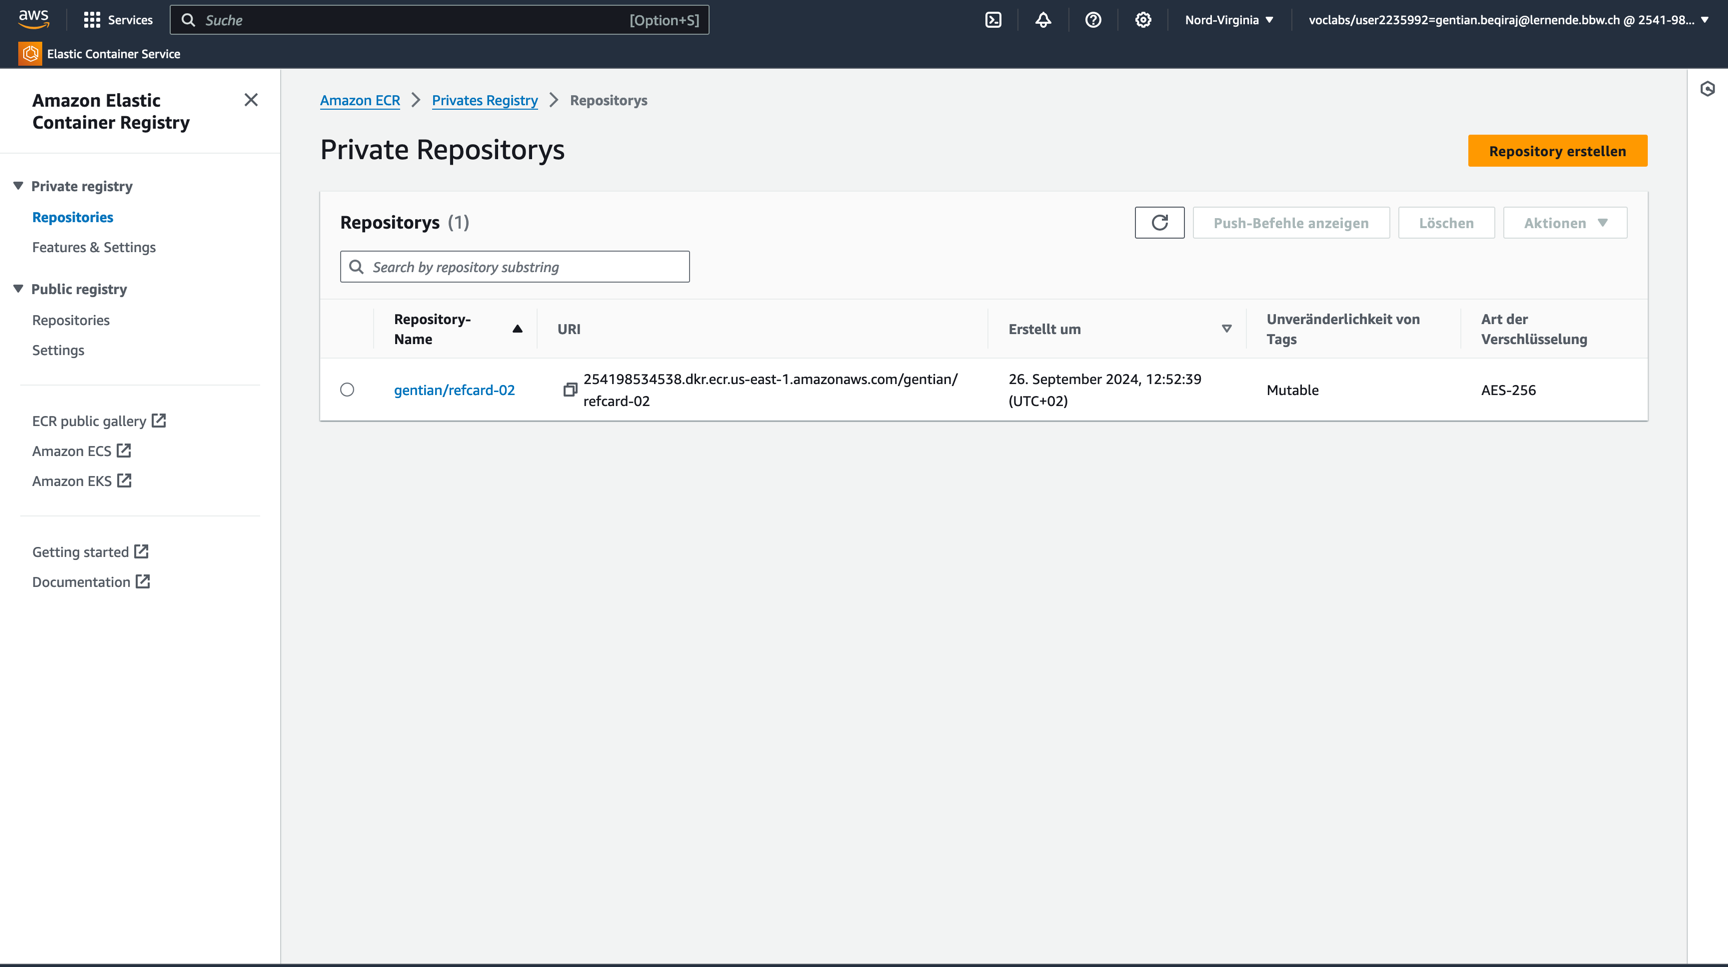 aws
Services
Suche
[Option+S]
Nord-Virginia
voclabs/user2235992=gentian.beqiraj@lernende.bbw.ch @ 2541-98...
Elastic Container Service
Amazon Elastic
Container Registry
Private registry
Repositories
Features & Settings
Public registry
Repositories
Settings
ECR public gallery
Amazon ECS
Amazon EKS
Getting started
Documentation
Amazon ECR
Privates Registry
Repositorys
Private Repositorys
Repository erstellen
Repositorys (1)
Push-Befehle anzeigen
Löschen
Aktionen
Search by repository substring
Repository-
Name
URI
Erstellt um
Unveränderlichkeit von
Tags
Art der
Verschlüsselung
gentian/refcard-02
254198534538.dkr.ecr.us-east-1.amazonaws.com/gentian/
refcard-02
26. September 2024, 12:52:39
(UTC+02)
Mutable
AES-256